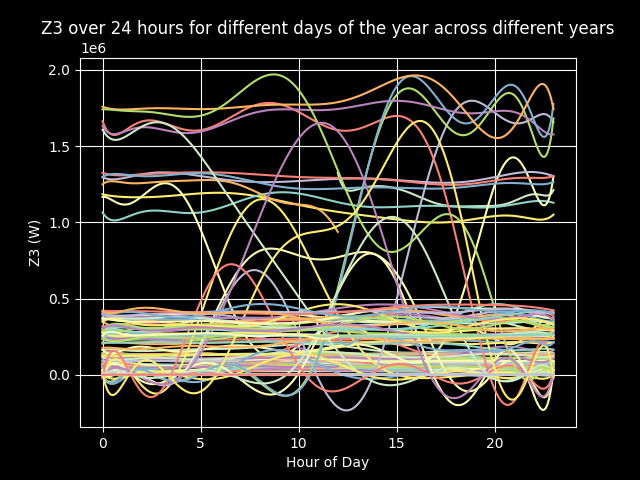 Z3 over 24 hours for different days of the year across different years
1e6
2.0
1.5
1.0
0.5
0.0
Z3 (W)
0 5 10 15 20
Hour of Day